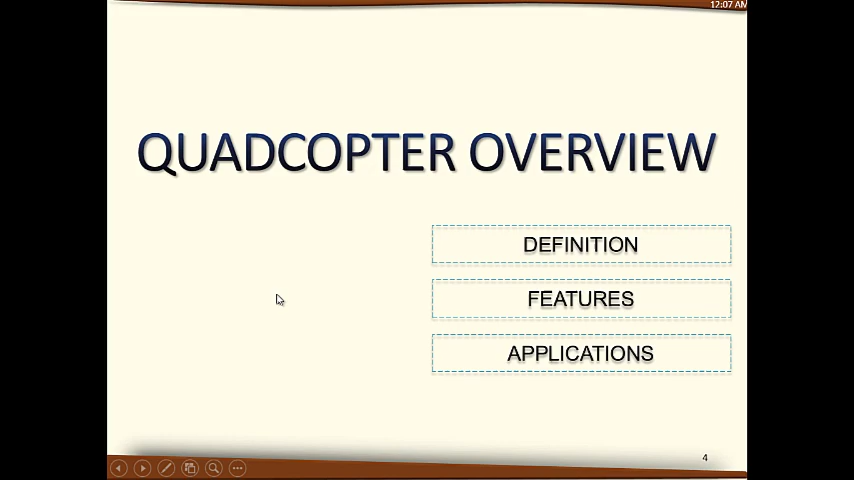 12:07 AM
QUADCOPTER OVERVIEW
DEFINITION
FEATURES
APPLICATIONS
4